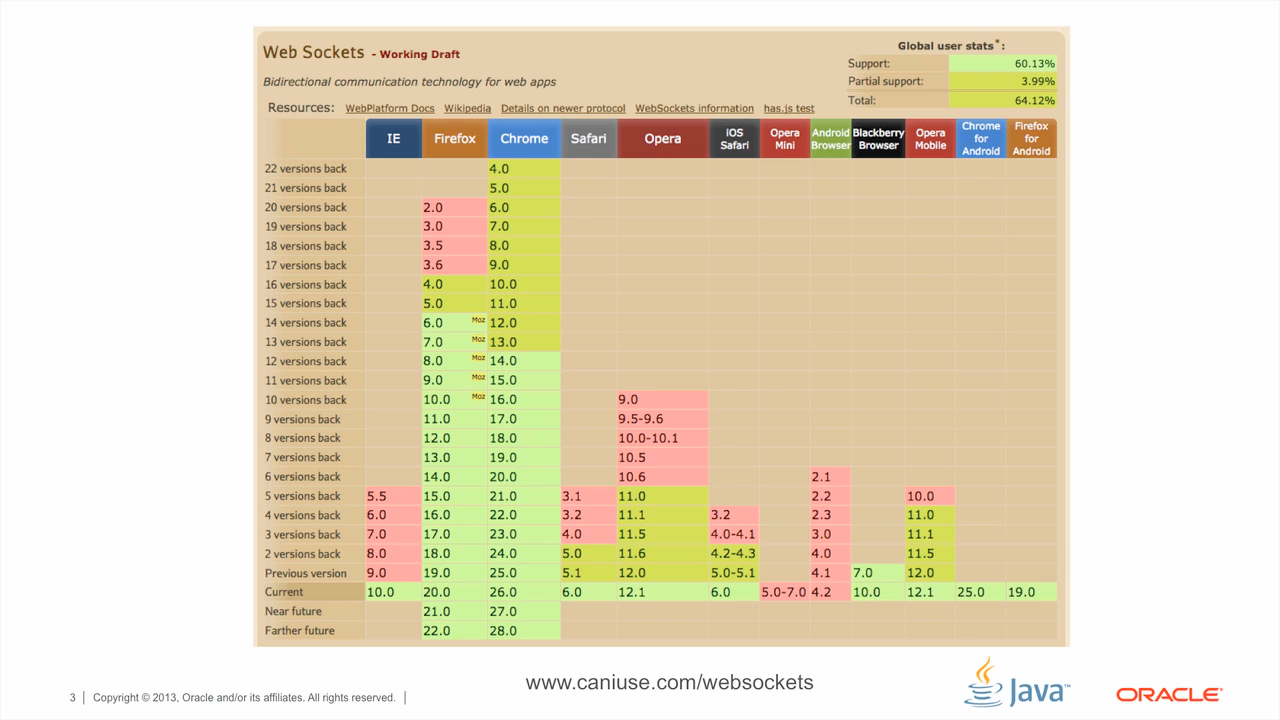 Web Sockets - Working Draft
Global user stats*:
Support: 60.13%
Bidirectional communication technology for web apps
Partial support: 3.99%
Total: 64.12%
Resources: WebPlatform Docs Wikipedia Details on newer protocol WebSockets information has.js test
IE Firefox Chrome Safari Opera iOS Safari Opera Mini Android Browser Blackberry Browser Opera Mobile Chrome for Android Firefox for Android
22 versions back 4.0
21 versions back 5.0
20 versions back 2.0 6.0
19 versions back 3.0 7.0
18 versions back 3.5 8.0
17 versions back 3.6 9.0
16 versions back 4.0 10.0
15 versions back 5.0 11.0
14 versions back 6.0 Moz 12.0
13 versions back 7.0 Moz 13.0
12 versions back 8.0 Moz 14.0
11 versions back 9.0 Moz 15.0
10 versions back 10.0 Moz 16.0 9.0
9 versions back 11.0 17.0 9.5-9.6
8 versions back 12.0 18.0 10.0-10.1
7 versions back 13.0 19.0 10.5
6 versions back 14.0 20.0 10.6 2.1
5 versions back 5.5 15.0 21.0 3.1 11.0 2.2 10.0
4 versions back 6.0 16.0 22.0 3.2 11.1 3.2 2.3 11.0
3 versions back 7.0 17.0 23.0 4.0 11.5 4.0-4.1 3.0 11.1
2 versions back 8.0 18.0 24.0 5.0 11.6 4.2-4.3 4.0 11.5
Previous version 9.0 19.0 25.0 5.1 12.0 5.0-5.1 4.1 7.0 12.0
Current 10.0 20.0 26.0 6.0 12.1 6.0 5.0-7.0 4.2 10.0 12.1 25.0 19.0
Near future 21.0 27.0
Farther future 22.0 28.0
www.caniuse.com/websockets
3 Copyright © 2013, Oracle and/or its affiliates. All rights reserved.
Java™
ORACLE®